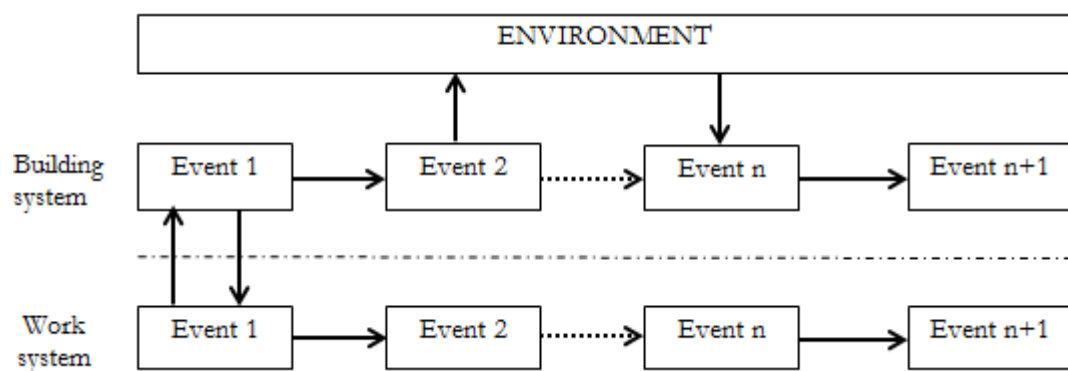 ENVIRONMENT
Building
system
Event 1
Event 2
Event n
Event n+1
Work
system
Event 1
Event 2
Event n
Event n+1